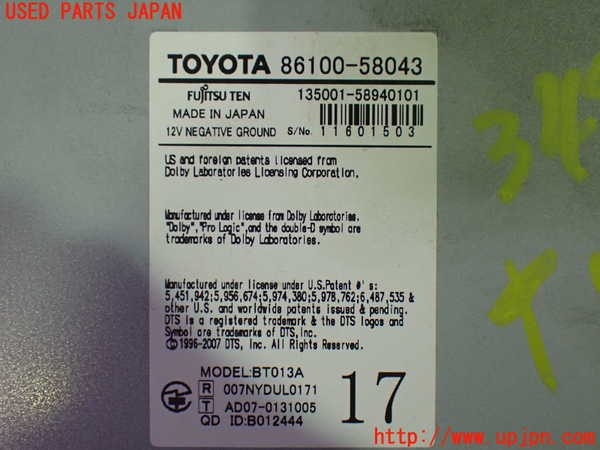 USED PARTS JAPAN
TOYOTA 86100-58043
FUJITSU TEN 135001-58940101
MADE IN JAPAN
12V NEGATIVE GROUND S/No. 11601503
US and foreign patents licensed from
Dolby Laboratories Licensing Corporation.
Manufactured under license from Dolby Laboratories.
"Dolby","Pro Logic",and the double-D symbol are
trademarks of Dolby Laboratories.
Manufactured under license under U.S.Patent #'s:
5,451,942;5,956,674;5,974,380;5,978,762;6,487,535 &
other U.S. and worldwide patents issued & pending.
DTS is a registered trademark & the DTS logos and
Symbol are trademarks of DTS,Inc.
©1996-2007 DTS, Inc. All Rights Reserved.
MODEL:BT013A
R 007NYDUL0171
T AD07-0131005
QD ID:B012444
17
http://www.upjpn.com/